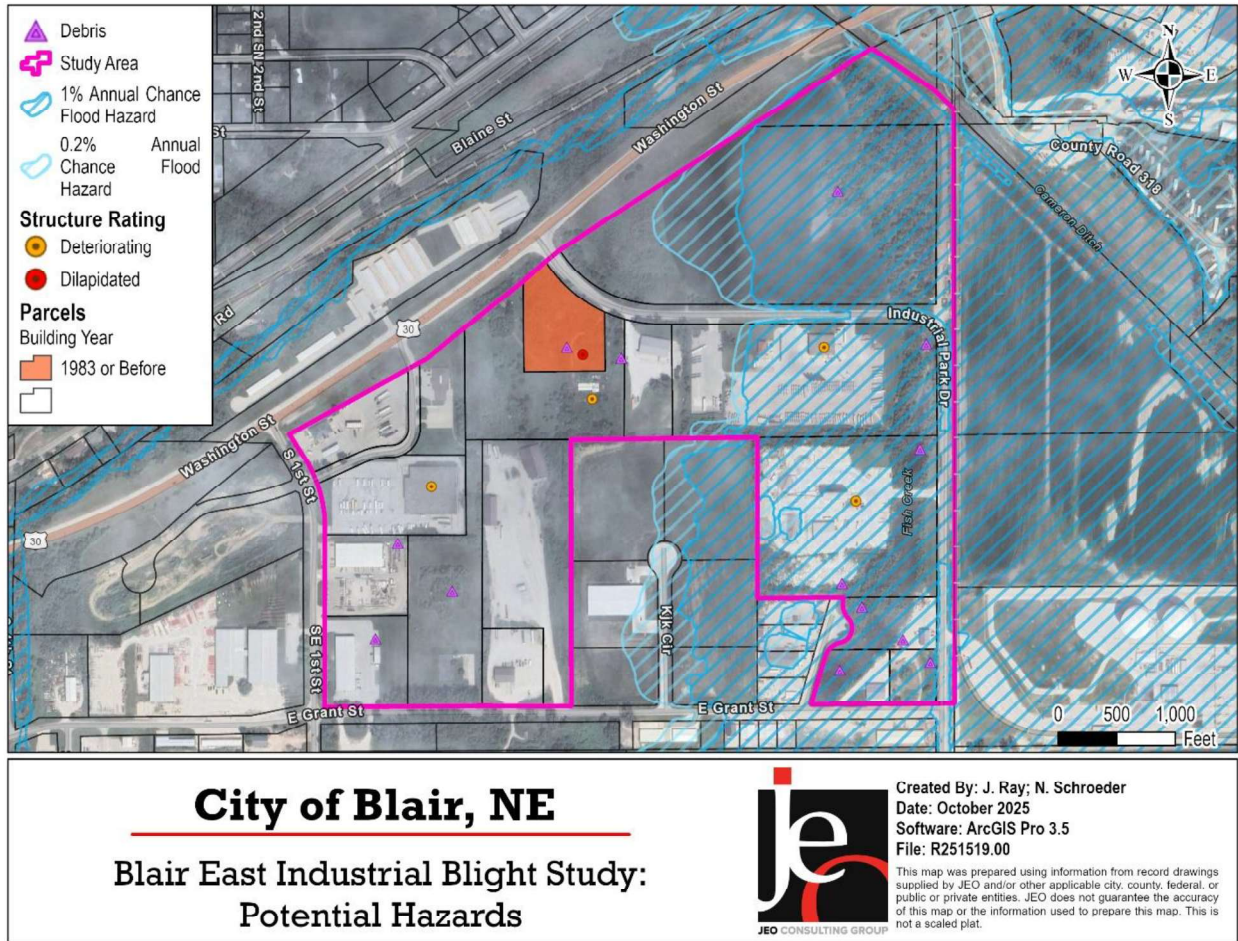 Debris
Study Area
1% Annual Chance
Flood Hazard
0.2% Annual
Chance Flood
Hazard
Structure Rating
Deteriorating
Dilapidated
Parcels
Building Year
1983 or Before
2nd St
N 2nd St
St
Blaine St
Washington St
Rd
30
Washington St
30
S 1st St
SE 1st St
E Grant St
E Grant St
Kjk Cir
Industrial Park Dr
Fish Creek
County Road 318
Cameron-Ditch
N
W E
S
0 500 1,000
Feet
City of Blair, NE
Blair East Industrial Blight Study:
Potential Hazards
jeo
JEO CONSULTING GROUP
Created By: J. Ray; N. Schroeder
Date: October 2025
Software: ArcGIS Pro 3.5
File: R251519.00
This map was prepared using information from record drawings
supplied by JEO and/or other applicable city, county, federal, or
public or private entities. JEO does not guarantee the accuracy
of this map or the information used to prepare this map. This is
not a scaled plat.